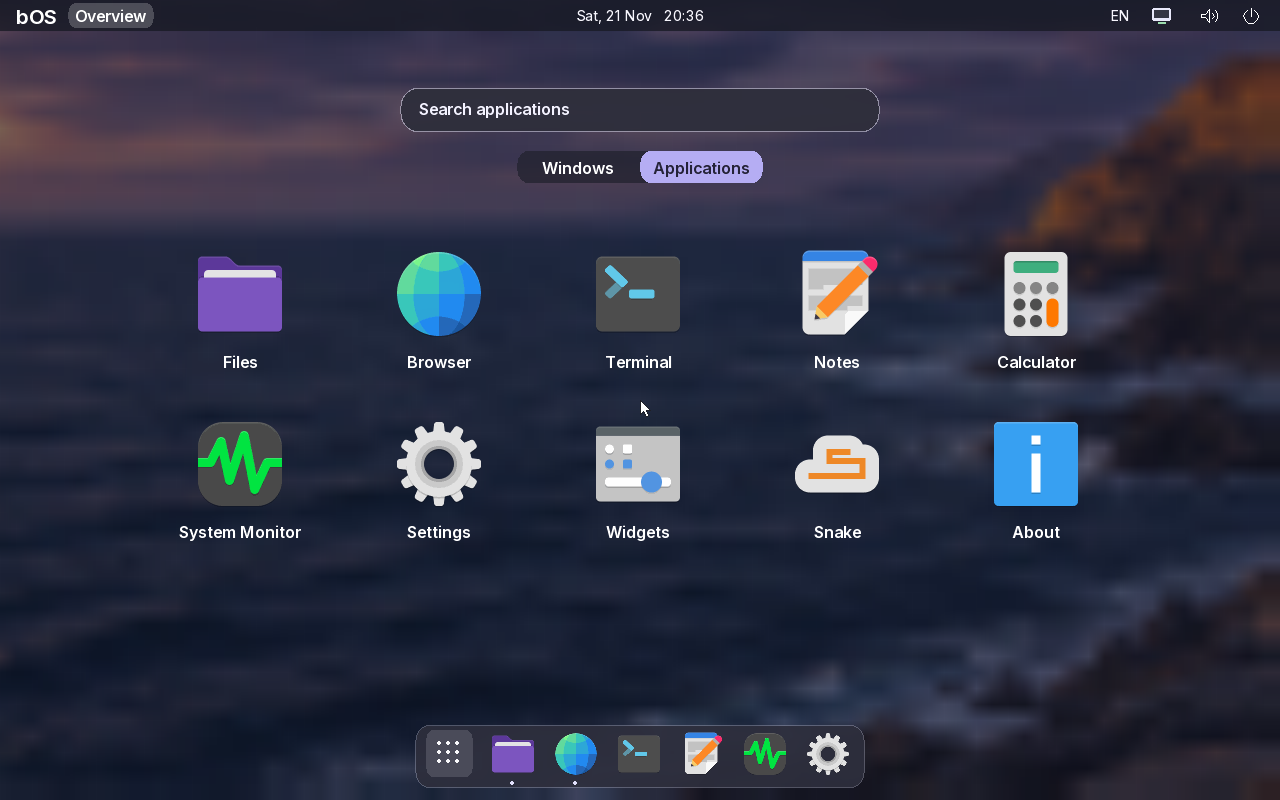 bOS Overview Sat, 21 Nov 20:36 EN
Search applications
Windows Applications
Files Browser Terminal Notes Calculator
System Monitor Settings Widgets Snake About